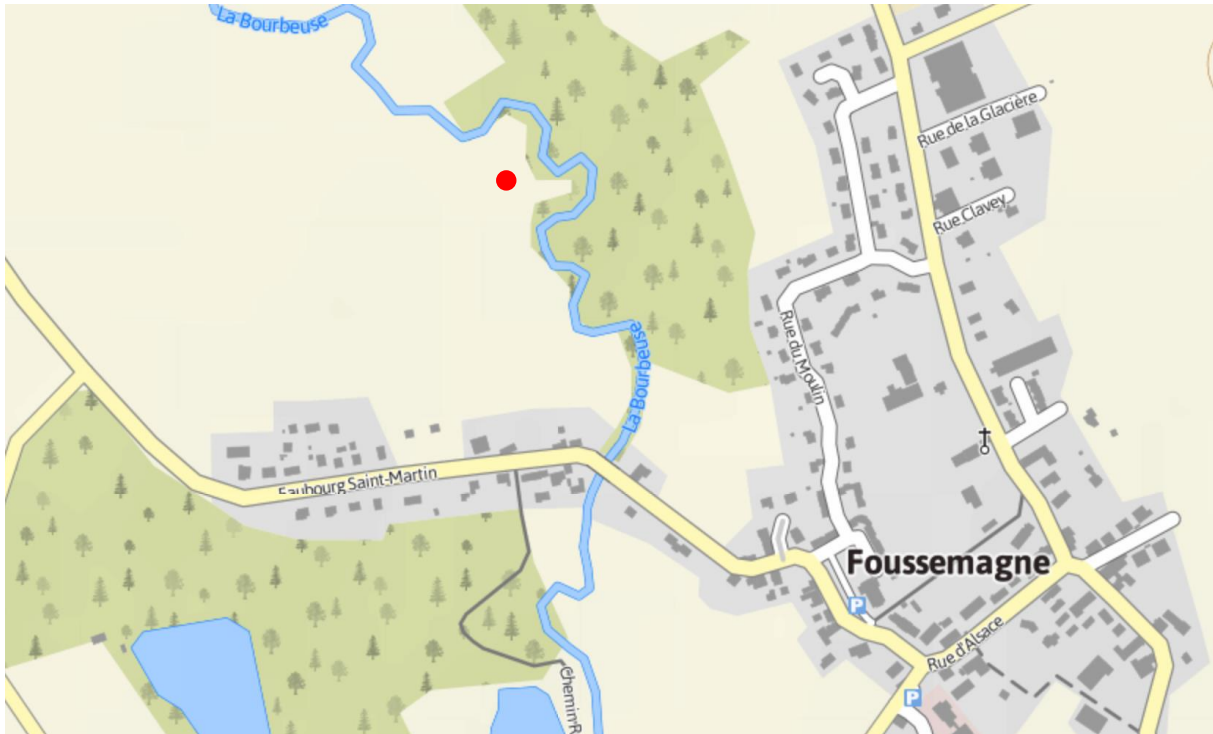 La Bourbeuse
Rue de la Glacière
Rue Clavey
Rue du Moulin
La Bourbeuse
Faubourg Saint-Martin
Foussemagne
P
Rue d'Alsace
Chemin R
P